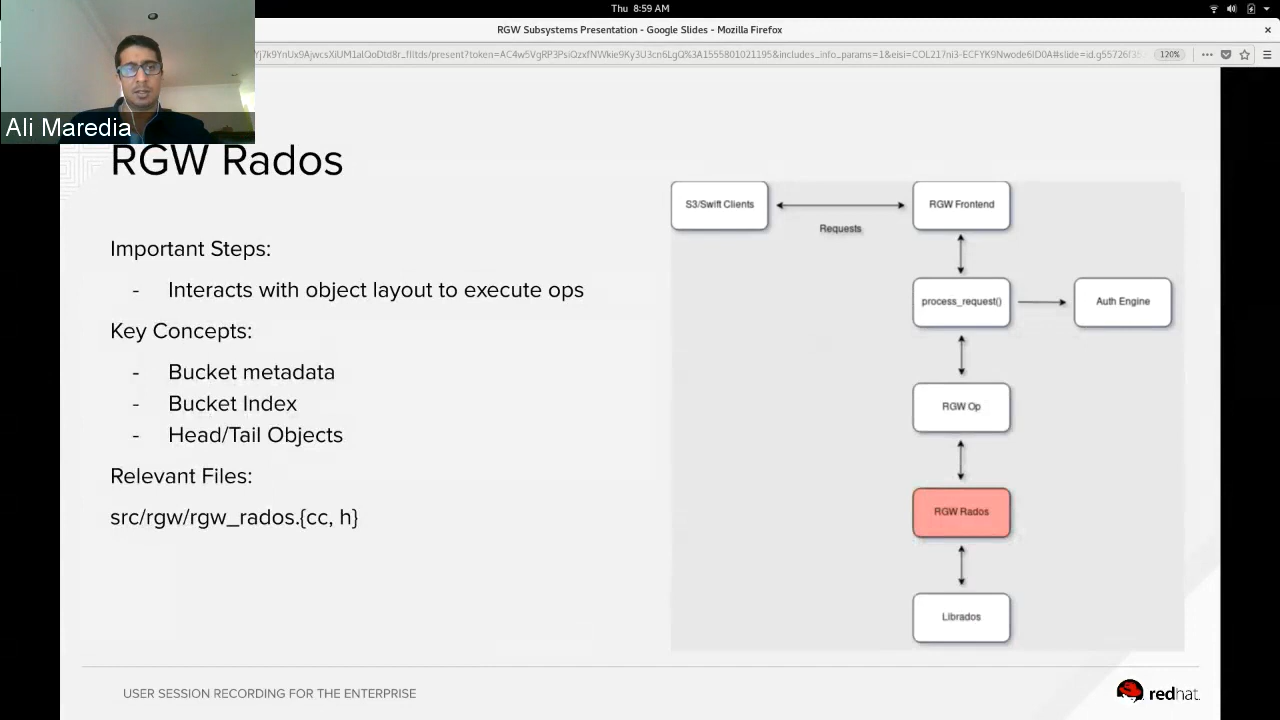 Thu 8:59 AM
RGW Subsystems Presentation - Google Slides - Mozilla Firefox
120%
Ali Maredia
RGW Rados
Important Steps:
- Interacts with object layout to execute ops
Key Concepts:
- Bucket metadata
- Bucket Index
- Head/Tail Objects
Relevant Files:
src/rgw/rgw_rados.{cc, h}
S3/Swift Clients
Requests
RGW Frontend
process_request()
Auth Engine
RGW Op
RGW Rados
Librados
USER SESSION RECORDING FOR THE ENTERPRISE
redhat.